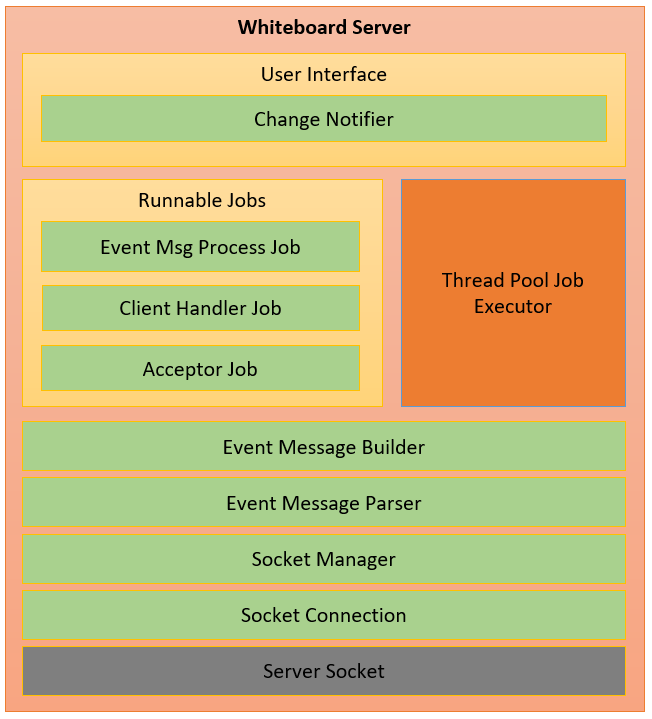 Whiteboard Server
User Interface
Change Notifier
Runnable Jobs
Event Msg Process Job
Client Handler Job
Acceptor Job
Thread Pool Job
Executor
Event Message Builder
Event Message Parser
Socket Manager
Socket Connection
Server Socket